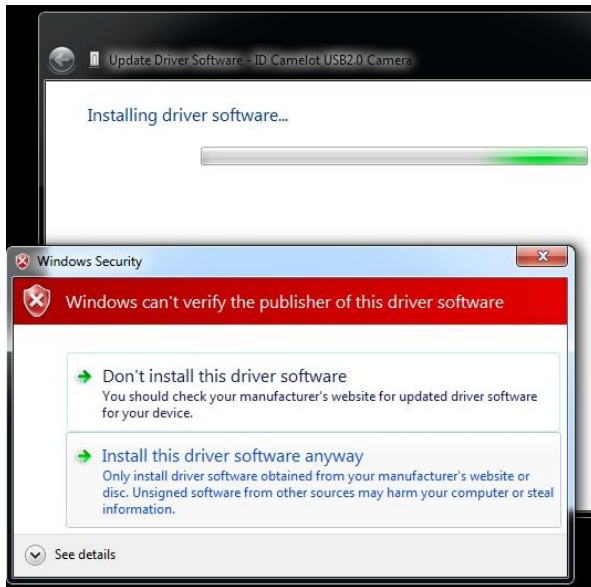 Update Driver Software - ID Camelot USB2.0 Camera
Installing driver software...
Windows Security
Windows can't verify the publisher of this driver software
Don't install this driver software
You should check your manufacturer's website for updated driver software
for your device.
Install this driver software anyway
Only install driver software obtained from your manufacturer's website or
disc. Unsigned software from other sources may harm your computer or steal
information.
See details